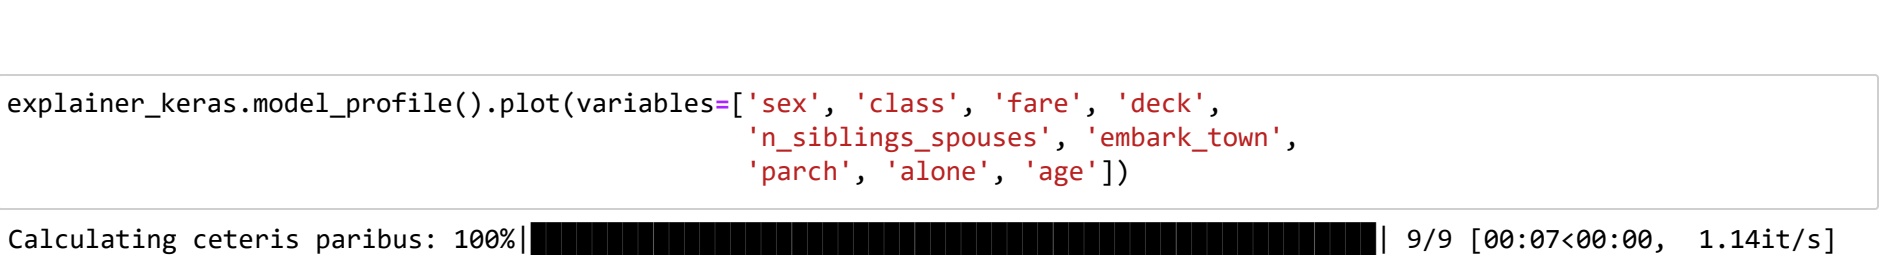 explainer_keras.model_profile().plot(variables=['sex', 'class', 'fare', 'deck',
'n_siblings_spouses', 'embark_town',
'parch', 'alone', 'age'])
Calculating ceteris paribus: 100%|██████████| 9/9 [00:07<00:00, 1.14it/s]